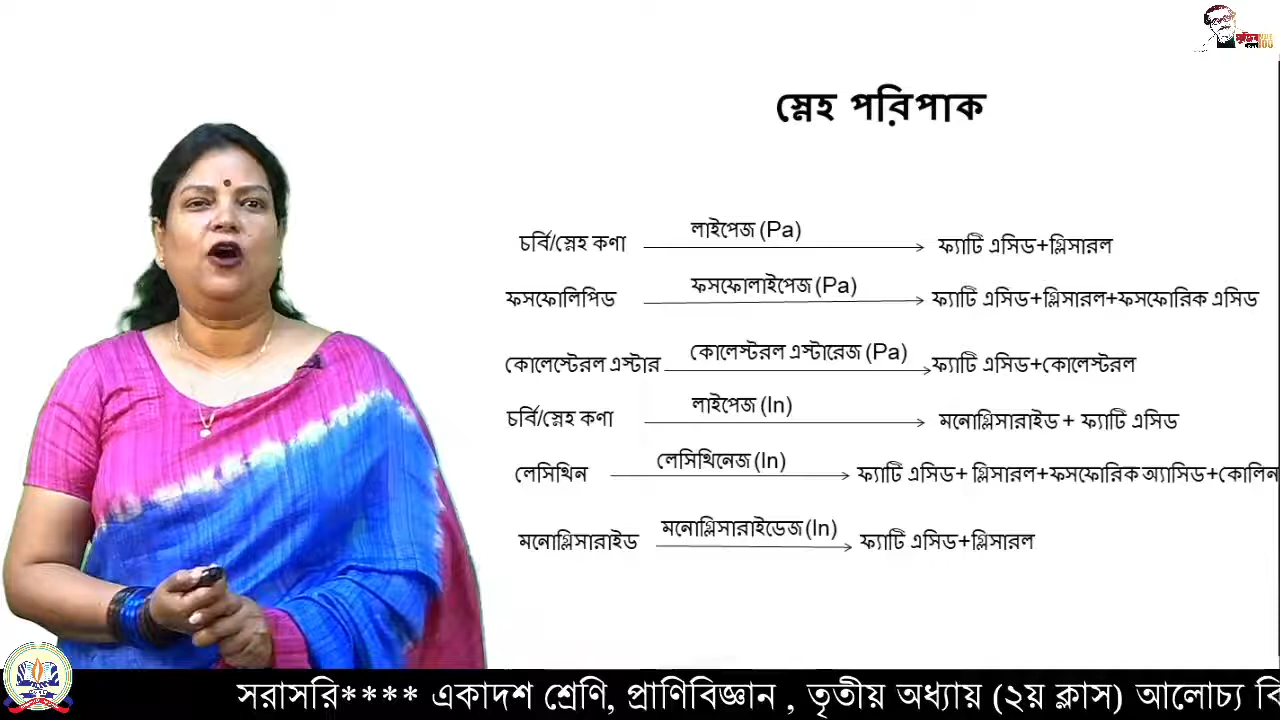 মুজিব
100
স্নেহ পরিপাক
চর্বি/স্নেহ কণা লাইপেজ (Pa) ফ্যাটি এসিড+গ্লিসারল
ফসফোলিপিড ফসফোলাইপেজ (Pa) ফ্যাটি এসিড+গ্লিসারল+ফসফোরিক এসিড
কোলেস্টেরল এস্টার কোলেস্টরল এস্টারেজ (Pa) ফ্যাটি এসিড+কোলেস্টরল
চর্বি/স্নেহ কণা লাইপেজ (In) মনোগ্লিসারাইড + ফ্যাটি এসিড
লেসিথিন লেসিথিনেজ (In) ফ্যাটি এসিড+ গ্লিসারল+ফসফোরিক অ্যাসিড+কোলিন
মনোগ্লিসারাইড মনোগ্লিসারাইডেজ (In) ফ্যাটি এসিড+গ্লিসারল
সরাসরি**** একাদশ শ্রেণি, প্রাণিবিজ্ঞান , তৃতীয় অধ্যায় (২য় ক্লাস) আলোচ্য বি